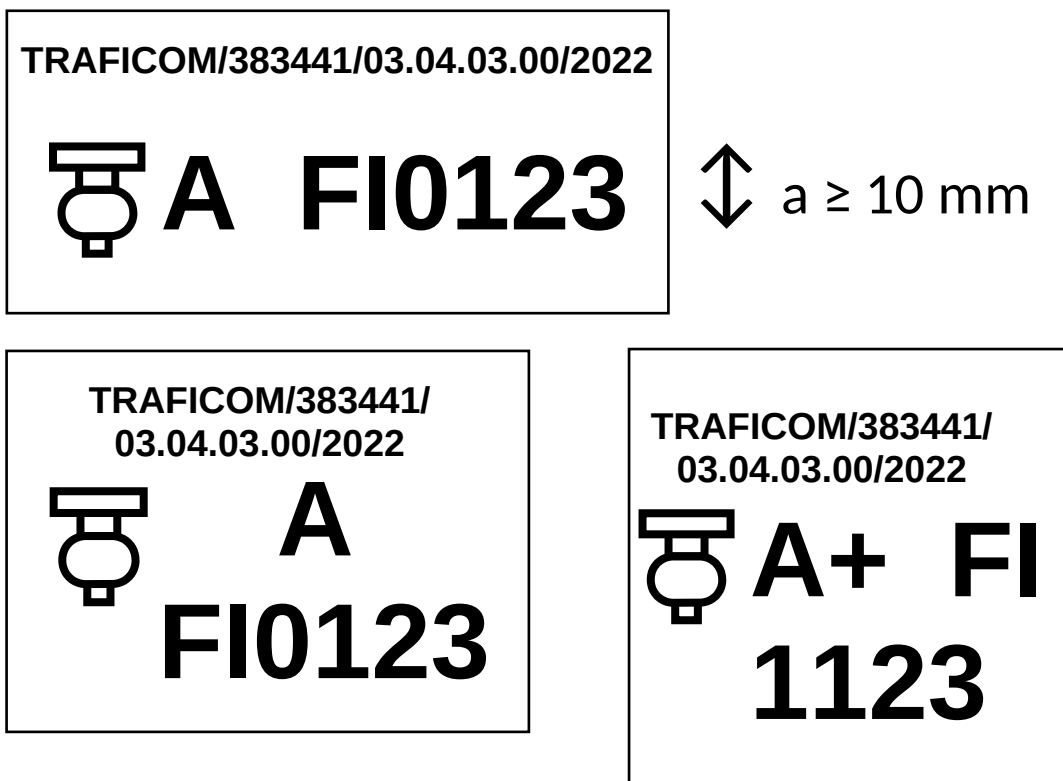 TRAFICOM/383441/03.04.03.00/2022
A FI0123
a ≥ 10 mm
TRAFICOM/383441/
03.04.03.00/2022
A
FI0123
TRAFICOM/383441/
03.04.03.00/2022
A+ FI
1123